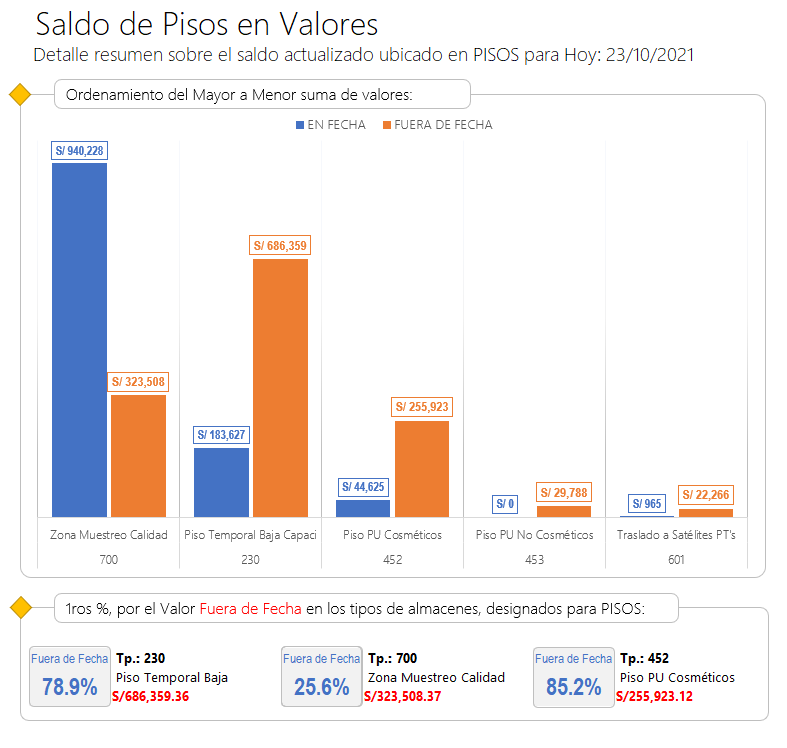 Saldo de Pisos en Valores
Detalle resumen sobre el saldo actualizado ubicado en PISOS para Hoy: 23/10/2021
Ordenamiento del Mayor a Menor suma de valores:
EN FECHA FUERA DE FECHA
S/ 940,228
S/ 686,359
S/ 323,508
S/ 255,923
S/ 183,627
S/ 44,625
S/ 29,788
S/ 22,266
S/ 0
S/ 965
Zona Muestreo Calidad Piso Temporal Baja Capaci Piso PU Cosméticos Piso PU No Cosméticos Traslado a Satélites PT's
700 230 452 453 601
1ros %, por el Valor Fuera de Fecha en los tipos de almacenes, designados para PISOS:
Fuera de Fecha
78.9%
Tp.: 230
Piso Temporal Baja
S/686,359.36
Fuera de Fecha
25.6%
Tp.: 700
Zona Muestreo Calidad
S/323,508.37
Fuera de Fecha
85.2%
Tp.: 452
Piso PU Cosméticos
S/255,923.12